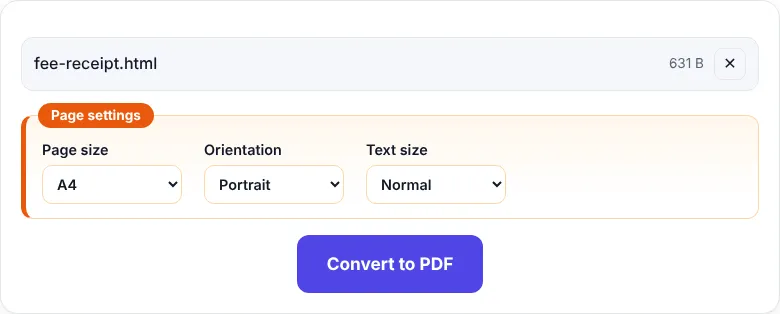 fee-receipt.html 631 B ✕
Page settings
Page size Orientation Text size
A4 Portrait Normal
Convert to PDF